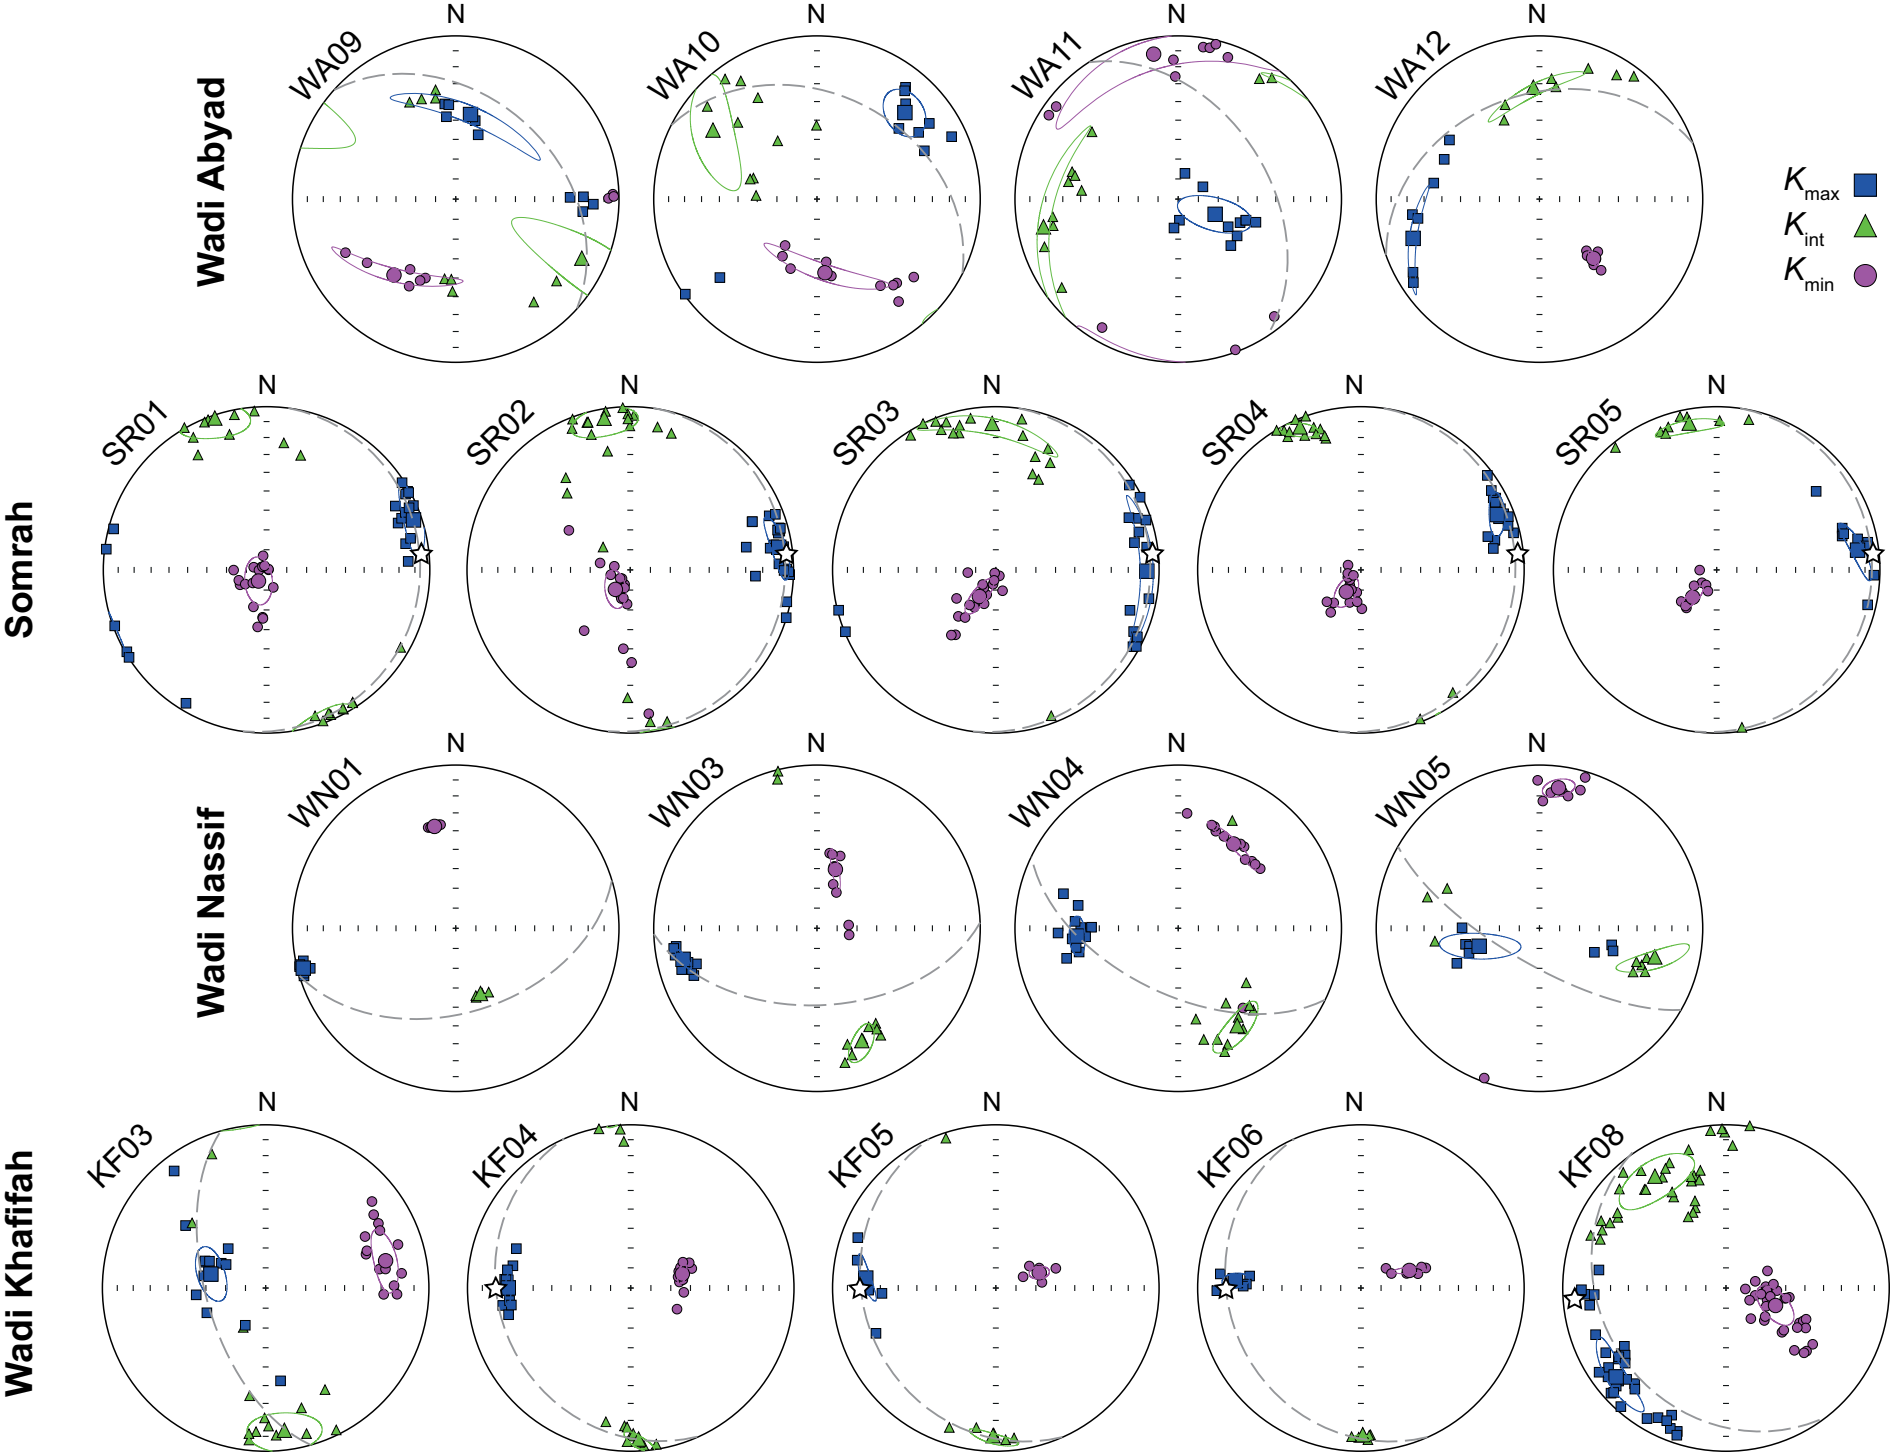 Wadi Abyad
WA09
N
WA10
N
WA11
N
WA12
N
Kmax
Kint
Kmin
Somrah
SR01
N
SR02
N
SR03
N
SR04
N
SR05
N
Wadi Nassif
WN01
N
WN03
N
WN04
N
WN05
N
Wadi Khafifah
KF03
N
KF04
N
KF05
N
KF06
N
KF08
N